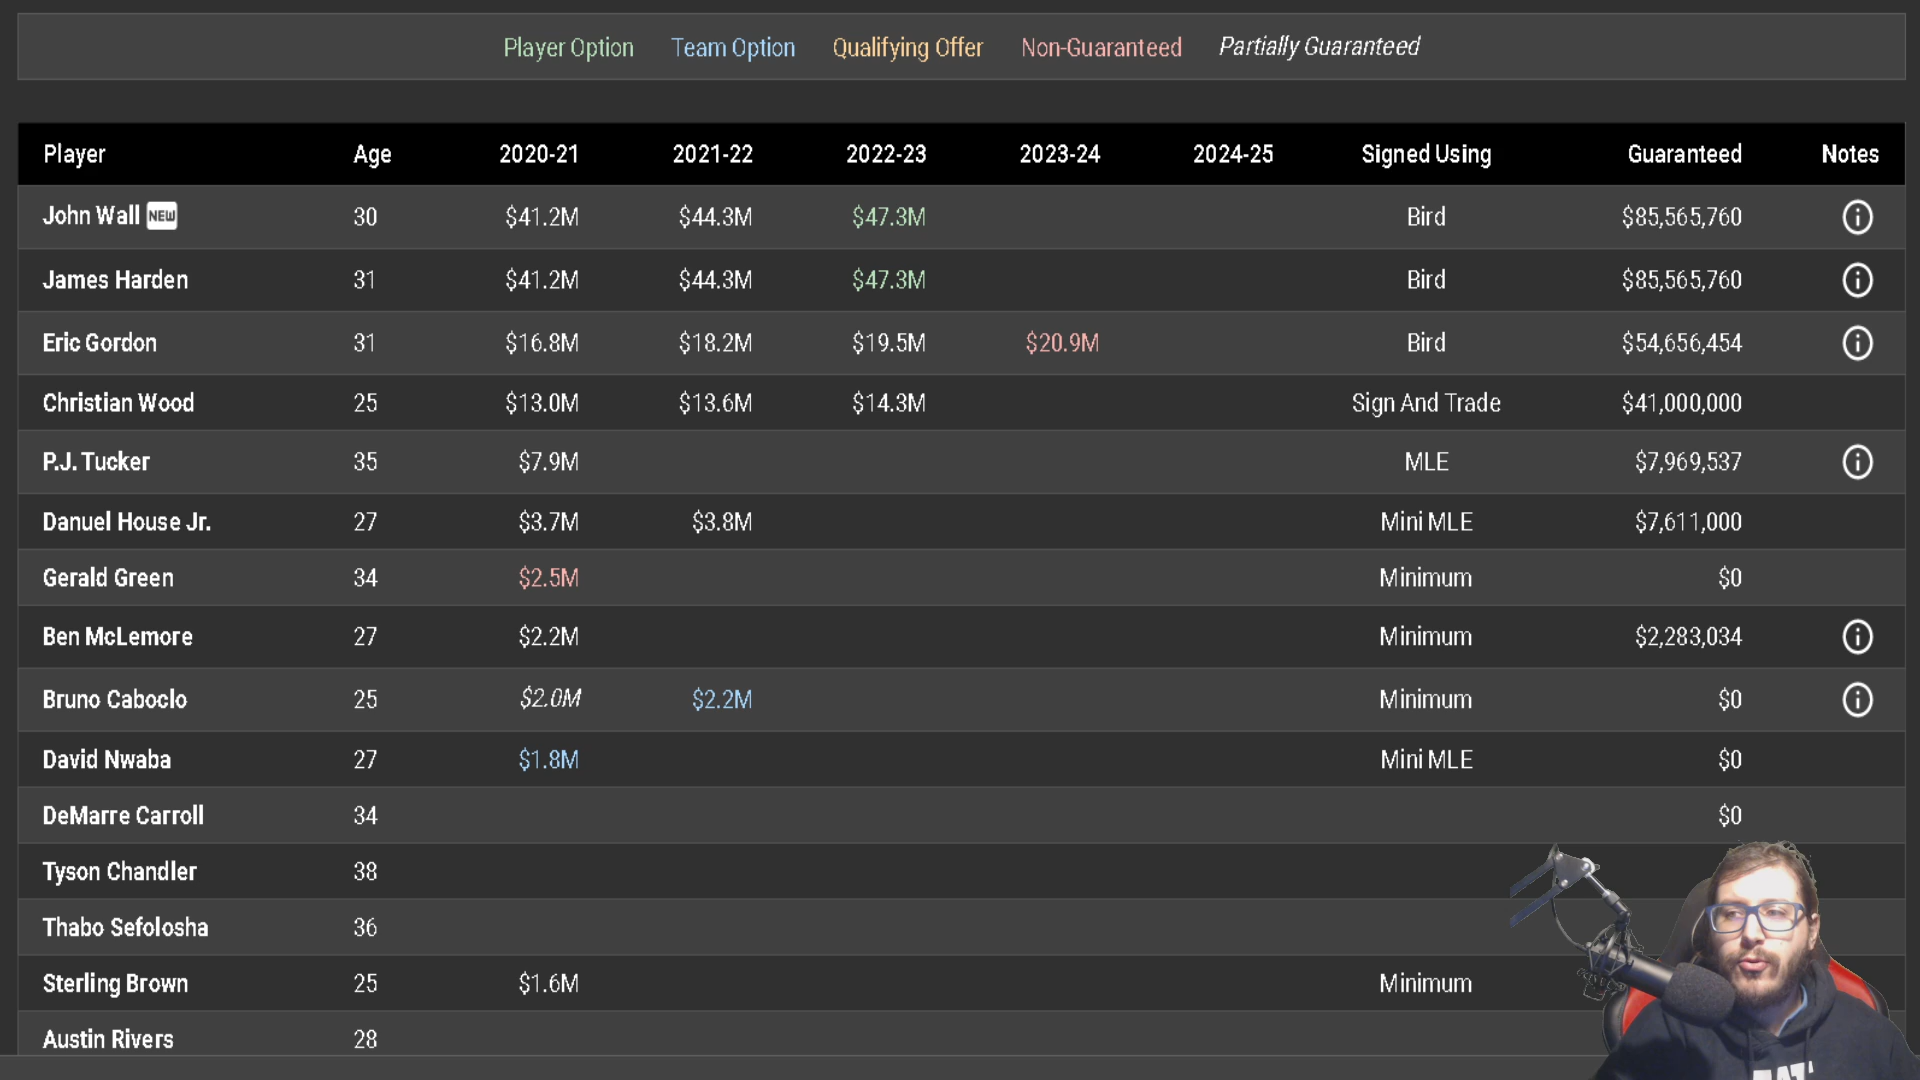 Player Option Team Option Qualifying Offer Non-Guaranteed Partially Guaranteed
Player Age 2020-21 2021-22 2022-23 2023-24 2024-25 Signed Using Guaranteed Notes
John Wall NEW 30 $41.2M $44.3M $47.3M Bird $85,565,760
James Harden 31 $41.2M $44.3M $47.3M Bird $85,565,760
Eric Gordon 31 $16.8M $18.2M $19.5M $20.9M Bird $54,656,454
Christian Wood 25 $13.0M $13.6M $14.3M Sign And Trade $41,000,000
P.J. Tucker 35 $7.9M MLE $7,969,537
Danuel House Jr. 27 $3.7M $3.8M Mini MLE $7,611,000
Gerald Green 34 $2.5M Minimum $0
Ben McLemore 27 $2.2M Minimum $2,283,034
Bruno Caboclo 25 $2.0M $2.2M Minimum $0
David Nwaba 27 $1.8M Mini MLE $0
DeMarre Carroll 34 $0
Tyson Chandler 38
Thabo Sefolosha 36
Sterling Brown 25 $1.6M Minimum
Austin Rivers 28